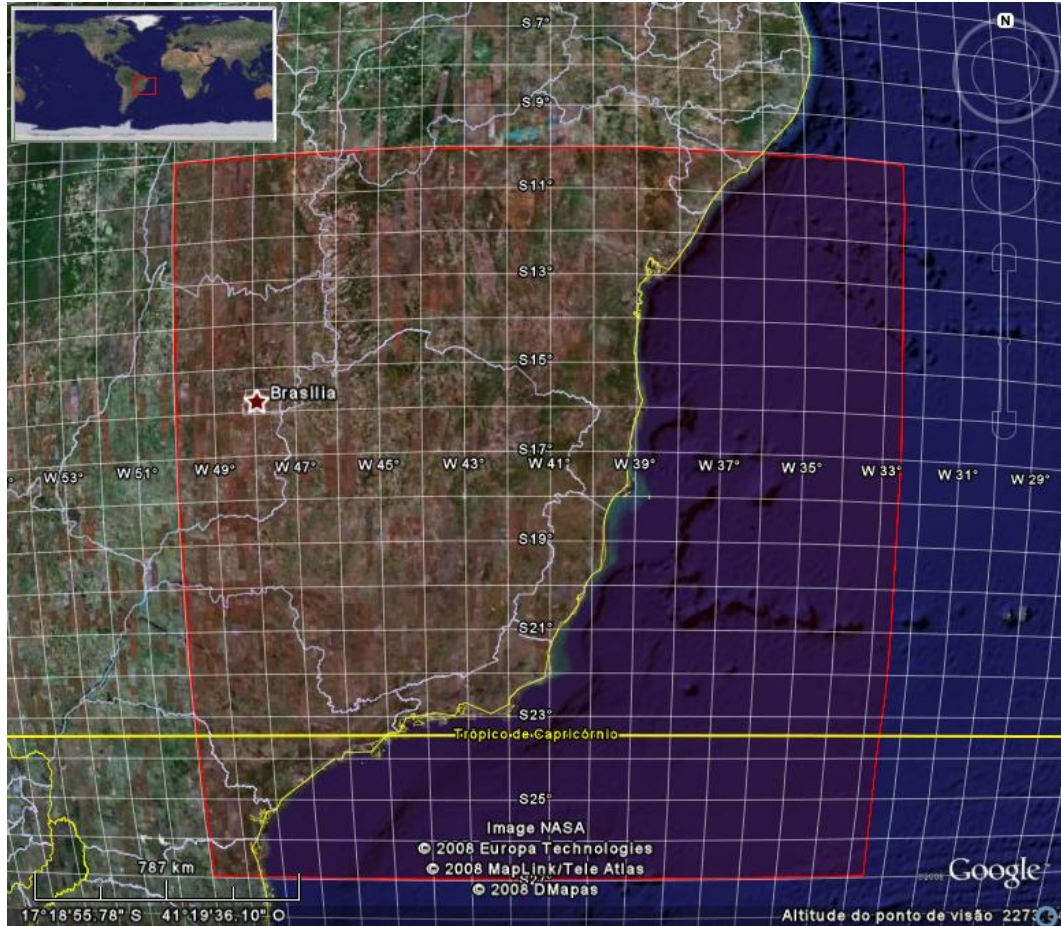 N
S 7°
S 9°
S11°
S13°
S15°
Brasília
S17°
W 53°
W 51°
W 49°
W 47°
W 45°
W 43°
W 41°
W 39°
W 37°
W 35°
W 33°
W 31°
W 29°
S19°
S21°
S23°
Trópico de Capricórnio
S25°
Image NASA
© 2008 Europa Technologies
© 2008 MapLink/Tele Atlas
© 2008 DMapas
S27°
787 km
©2008 Google
17°18'55.78" S 41°19'36.10" O
Altitude do ponto de visão